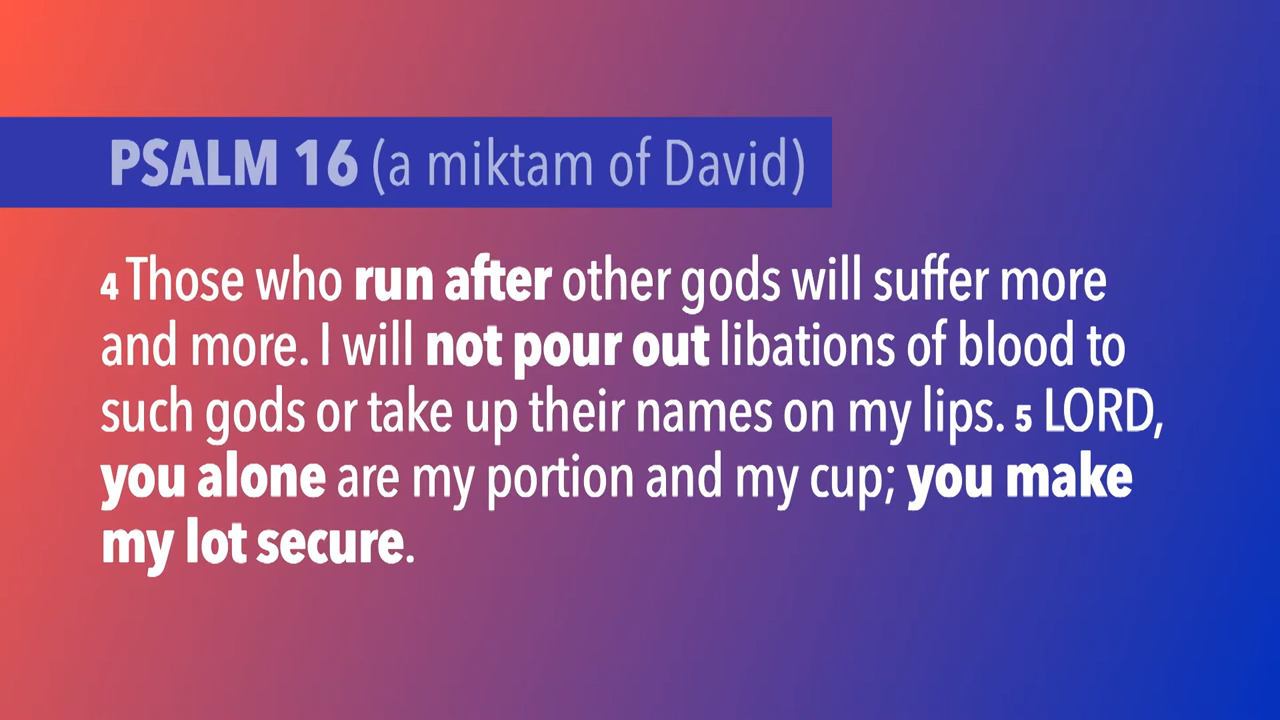 PSALM 16 (a miktam of David)
4 Those who run after other gods will suffer more
and more. I will not pour out libations of blood to
such gods or take up their names on my lips. 5 LORD,
you alone are my portion and my cup; you make
my lot secure.